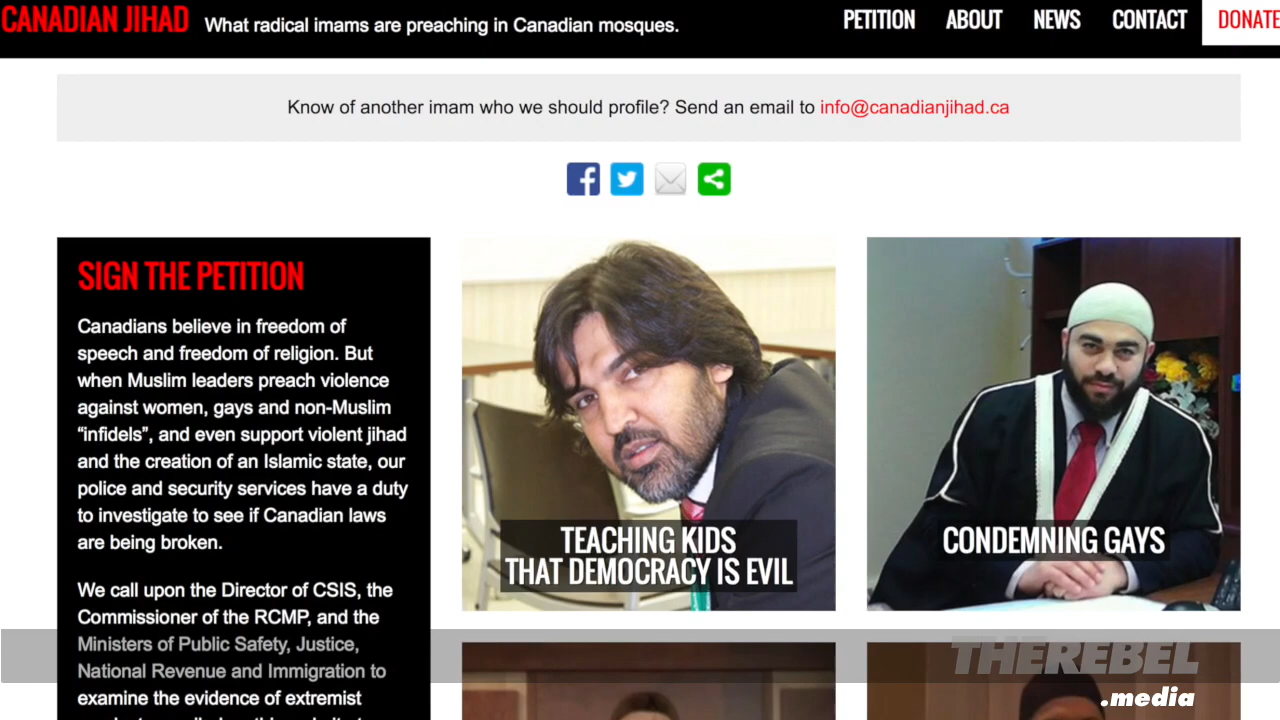 CANADIAN JIHAD What radical imams are preaching in Canadian mosques. PETITION ABOUT NEWS CONTACT DONATE
Know of another imam who we should profile? Send an email to info@canadianjihad.ca
SIGN THE PETITION
Canadians believe in freedom of
speech and freedom of religion. But
when Muslim leaders preach violence
against women, gays and non-Muslim
“infidels”, and even support violent jihad
and the creation of an Islamic state, our
police and security services have a duty
to investigate to see if Canadian laws
are being broken.
We call upon the Director of CSIS, the
Commissioner of the RCMP, and the
Ministers of Public Safety, Justice,
National Revenue and Immigration to
examine the evidence of extremist
TEACHING KIDS
THAT DEMOCRACY IS EVIL
CONDEMNING GAYS
THEREBEL
.media